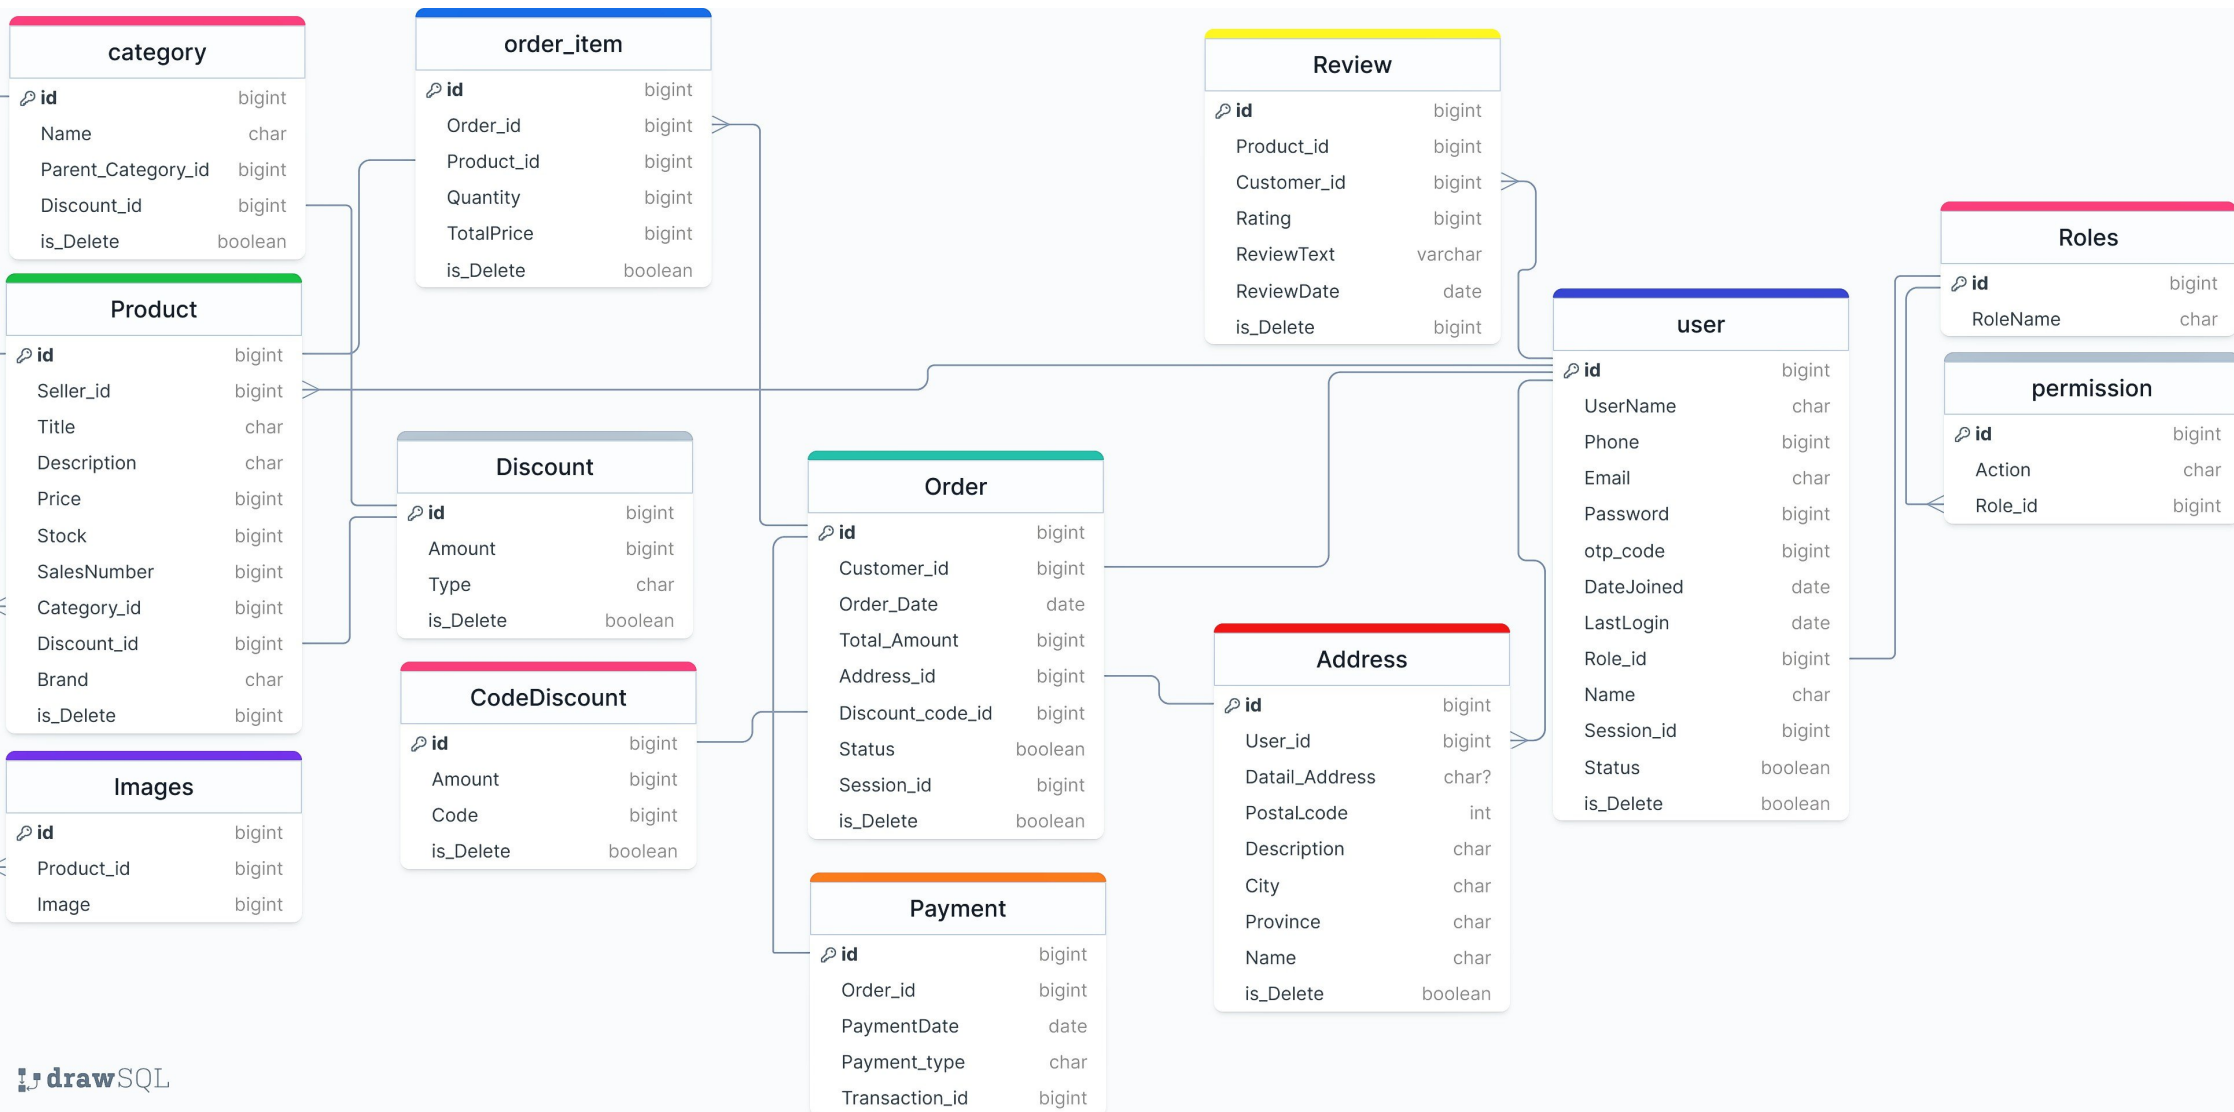 category
id bigint
Name char
Parent_Category_id bigint
Discount_id bigint
is_Delete boolean
Product
id bigint
Seller_id bigint
Title char
Description char
Price bigint
Stock bigint
SalesNumber bigint
Category_id bigint
Discount_id bigint
Brand char
is_Delete bigint
Images
id bigint
Product_id bigint
Image bigint
order_item
id bigint
Order_id bigint
Product_id bigint
Quantity bigint
TotalPrice bigint
is_Delete boolean
Discount
id bigint
Amount bigint
Type char
is_Delete boolean
CodeDiscount
id bigint
Amount bigint
Code bigint
is_Delete boolean
Order
id bigint
Customer_id bigint
Order_Date date
Total_Amount bigint
Address_id bigint
Discount_code_id bigint
Status boolean
Session_id bigint
is_Delete boolean
Payment
id bigint
Order_id bigint
PaymentDate date
Payment_type char
Transaction_id bigint
Review
id bigint
Product_id bigint
Customer_id bigint
Rating bigint
ReviewText varchar
ReviewDate date
is_Delete bigint
Address
id bigint
User_id bigint
Datail_Address char?
Postal_code int
Description char
City char
Province char
Name char
is_Delete boolean
user
id bigint
UserName char
Phone bigint
Email char
Password bigint
otp_code bigint
DateJoined date
LastLogin date
Role_id bigint
Name char
Session_id bigint
Status boolean
is_Delete boolean
Roles
id bigint
RoleName char
permission
id bigint
Action char
Role_id bigint
drawSQL